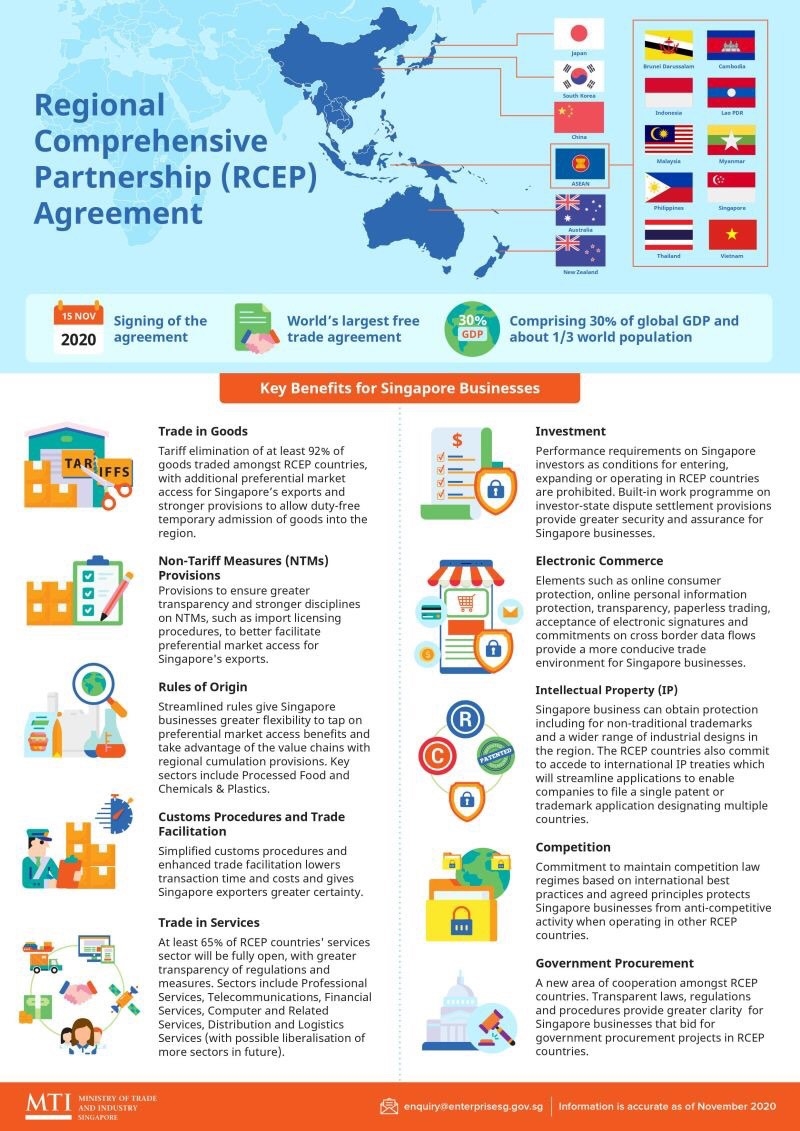 Regional
Comprehensive
Partnership (RCEP)
Agreement
Japan
South Korea
China
ASEAN
Australia
New Zealand
Brunei Darussalam
Cambodia
Indonesia
Lao PDR
Malaysia
Myanmar
Philippines
Singapore
Thailand
Vietnam
15 NOV
2020
Signing of the
agreement
World's largest free
trade agreement
30%
GDP
Comprising 30% of global GDP and
about 1/3 world population
Key Benefits for Singapore Businesses
TARIFFS
Trade in Goods
Tariff elimination of at least 92% of
goods traded amongst RCEP countries,
with additional preferential market
access for Singapore's exports and
stronger provisions to allow duty-free
temporary admission of goods into the
region.
Non-Tariff Measures (NTMs)
Provisions
Provisions to ensure greater
transparency and stronger disciplines
on NTMs, such as import licensing
procedures, to better facilitate
preferential market access for
Singapore's exports.
Rules of Origin
Streamlined rules give Singapore
businesses greater flexibility to tap on
preferential market access benefits and
take advantage of the value chains with
regional cumulation provisions. Key
sectors include Processed Food and
Chemicals & Plastics.
Customs Procedures and Trade
Facilitation
Simplified customs procedures and
enhanced trade facilitation lowers
transaction time and costs and gives
Singapore exporters greater certainty.
Trade in Services
At least 65% of RCEP countries' services
sector will be fully open, with greater
transparency of regulations and
measures. Sectors include Professional
Services, Telecommunications, Financial
Services, Computer and Related
Services, Distribution and Logistics
Services (with possible liberalisation of
more sectors in future).
$
Investment
Performance requirements on Singapore
investors as conditions for entering,
expanding or operating in RCEP countries
are prohibited. Built-in work programme on
investor-state dispute settlement provisions
provide greater security and assurance for
Singapore businesses.
Electronic Commerce
Elements such as online consumer
protection, online personal information
protection, transparency, paperless trading,
acceptance of electronic signatures and
commitments on cross border data flows
provide a more conducive trade
environment for Singapore businesses.
R
C
PATENTED
Intellectual Property (IP)
Singapore business can obtain protection
including for non-traditional trademarks
and a wider range of industrial designs in
the region. The RCEP countries also commit
to accede to international IP treaties which
will streamline applications to enable
companies to file a single patent or
trademark application designating multiple
countries.
Competition
Commitment to maintain competition law
regimes based on international best
practices and agreed principles protects
Singapore businesses from anti-competitive
activity when operating in other RCEP
countries.
Government Procurement
A new area of cooperation amongst RCEP
countries. Transparent laws, regulations
and procedures provide greater clarity for
Singapore businesses that bid for
government procurement projects in RCEP
countries.
MTI
MINISTRY OF TRADE
AND INDUSTRY
SINGAPORE
enquiry@enterprisesg.gov.sg
Information is accurate as of November 2020